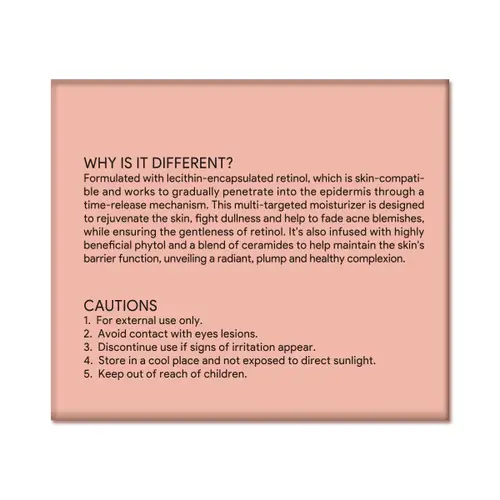 WHY IS IT DIFFERENT?
Formulated with lecithin-encapsulated retinol, which is skin-compati-
ble and works to gradually penetrate into the epidermis through a
time-release mechanism. This multi-targeted moisturizer is designed
to rejuvenate the skin, fight dullness and help to fade acne blemishes,
while ensuring the gentleness of retinol. It's also infused with highly
beneficial phytol and a blend of ceramides to help maintain the skin's
barrier function, unveiling a radiant, plump and healthy complexion.
CAUTIONS
1. For external use only.
2. Avoid contact with eyes lesions.
3. Discontinue use if signs of irritation appear.
4. Store in a cool place and not exposed to direct sunlight.
5. Keep out of reach of children.